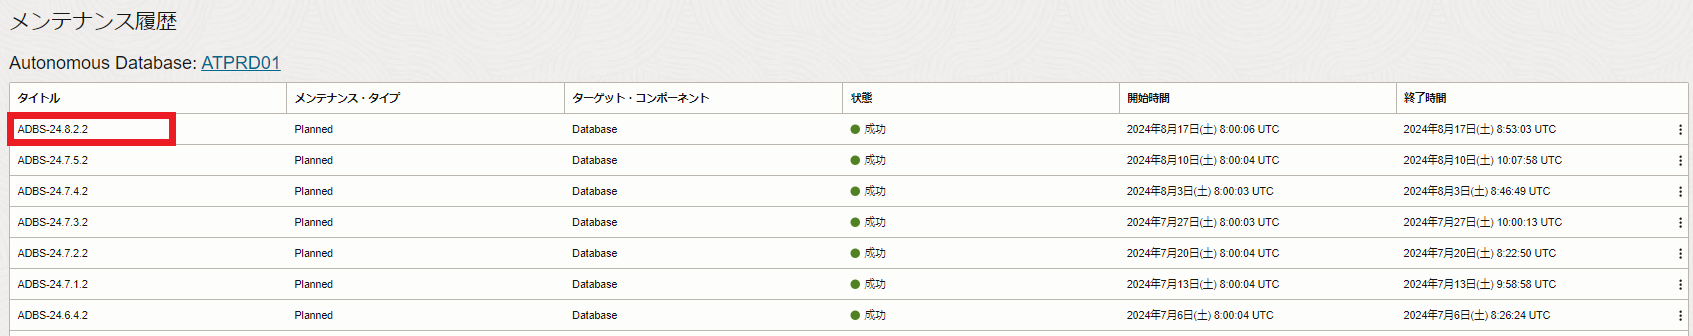 メンテナンス履歴
Autonomous Database: ATPRD01
タイトル メンテナンス・タイプ ターゲット・コンポーネント 状態 開始時間 終了時間
ADBS-24.8.2.2 Planned Database 成功 2024年8月17日(土) 8:00:06 UTC 2024年8月17日(土) 8:53:03 UTC
ADBS-24.7.5.2 Planned Database 成功 2024年8月10日(土) 8:00:04 UTC 2024年8月10日(土) 10:07:58 UTC
ADBS-24.7.4.2 Planned Database 成功 2024年8月3日(土) 8:00:03 UTC 2024年8月3日(土) 8:46:49 UTC
ADBS-24.7.3.2 Planned Database 成功 2024年7月27日(土) 8:00:03 UTC 2024年7月27日(土) 10:00:13 UTC
ADBS-24.7.2.2 Planned Database 成功 2024年7月20日(土) 8:00:04 UTC 2024年7月20日(土) 8:22:50 UTC
ADBS-24.7.1.2 Planned Database 成功 2024年7月13日(土) 8:00:04 UTC 2024年7月13日(土) 9:58:58 UTC
ADBS-24.6.4.2 Planned Database 成功 2024年7月6日(土) 8:00:04 UTC 2024年7月6日(土) 8:26:24 UTC